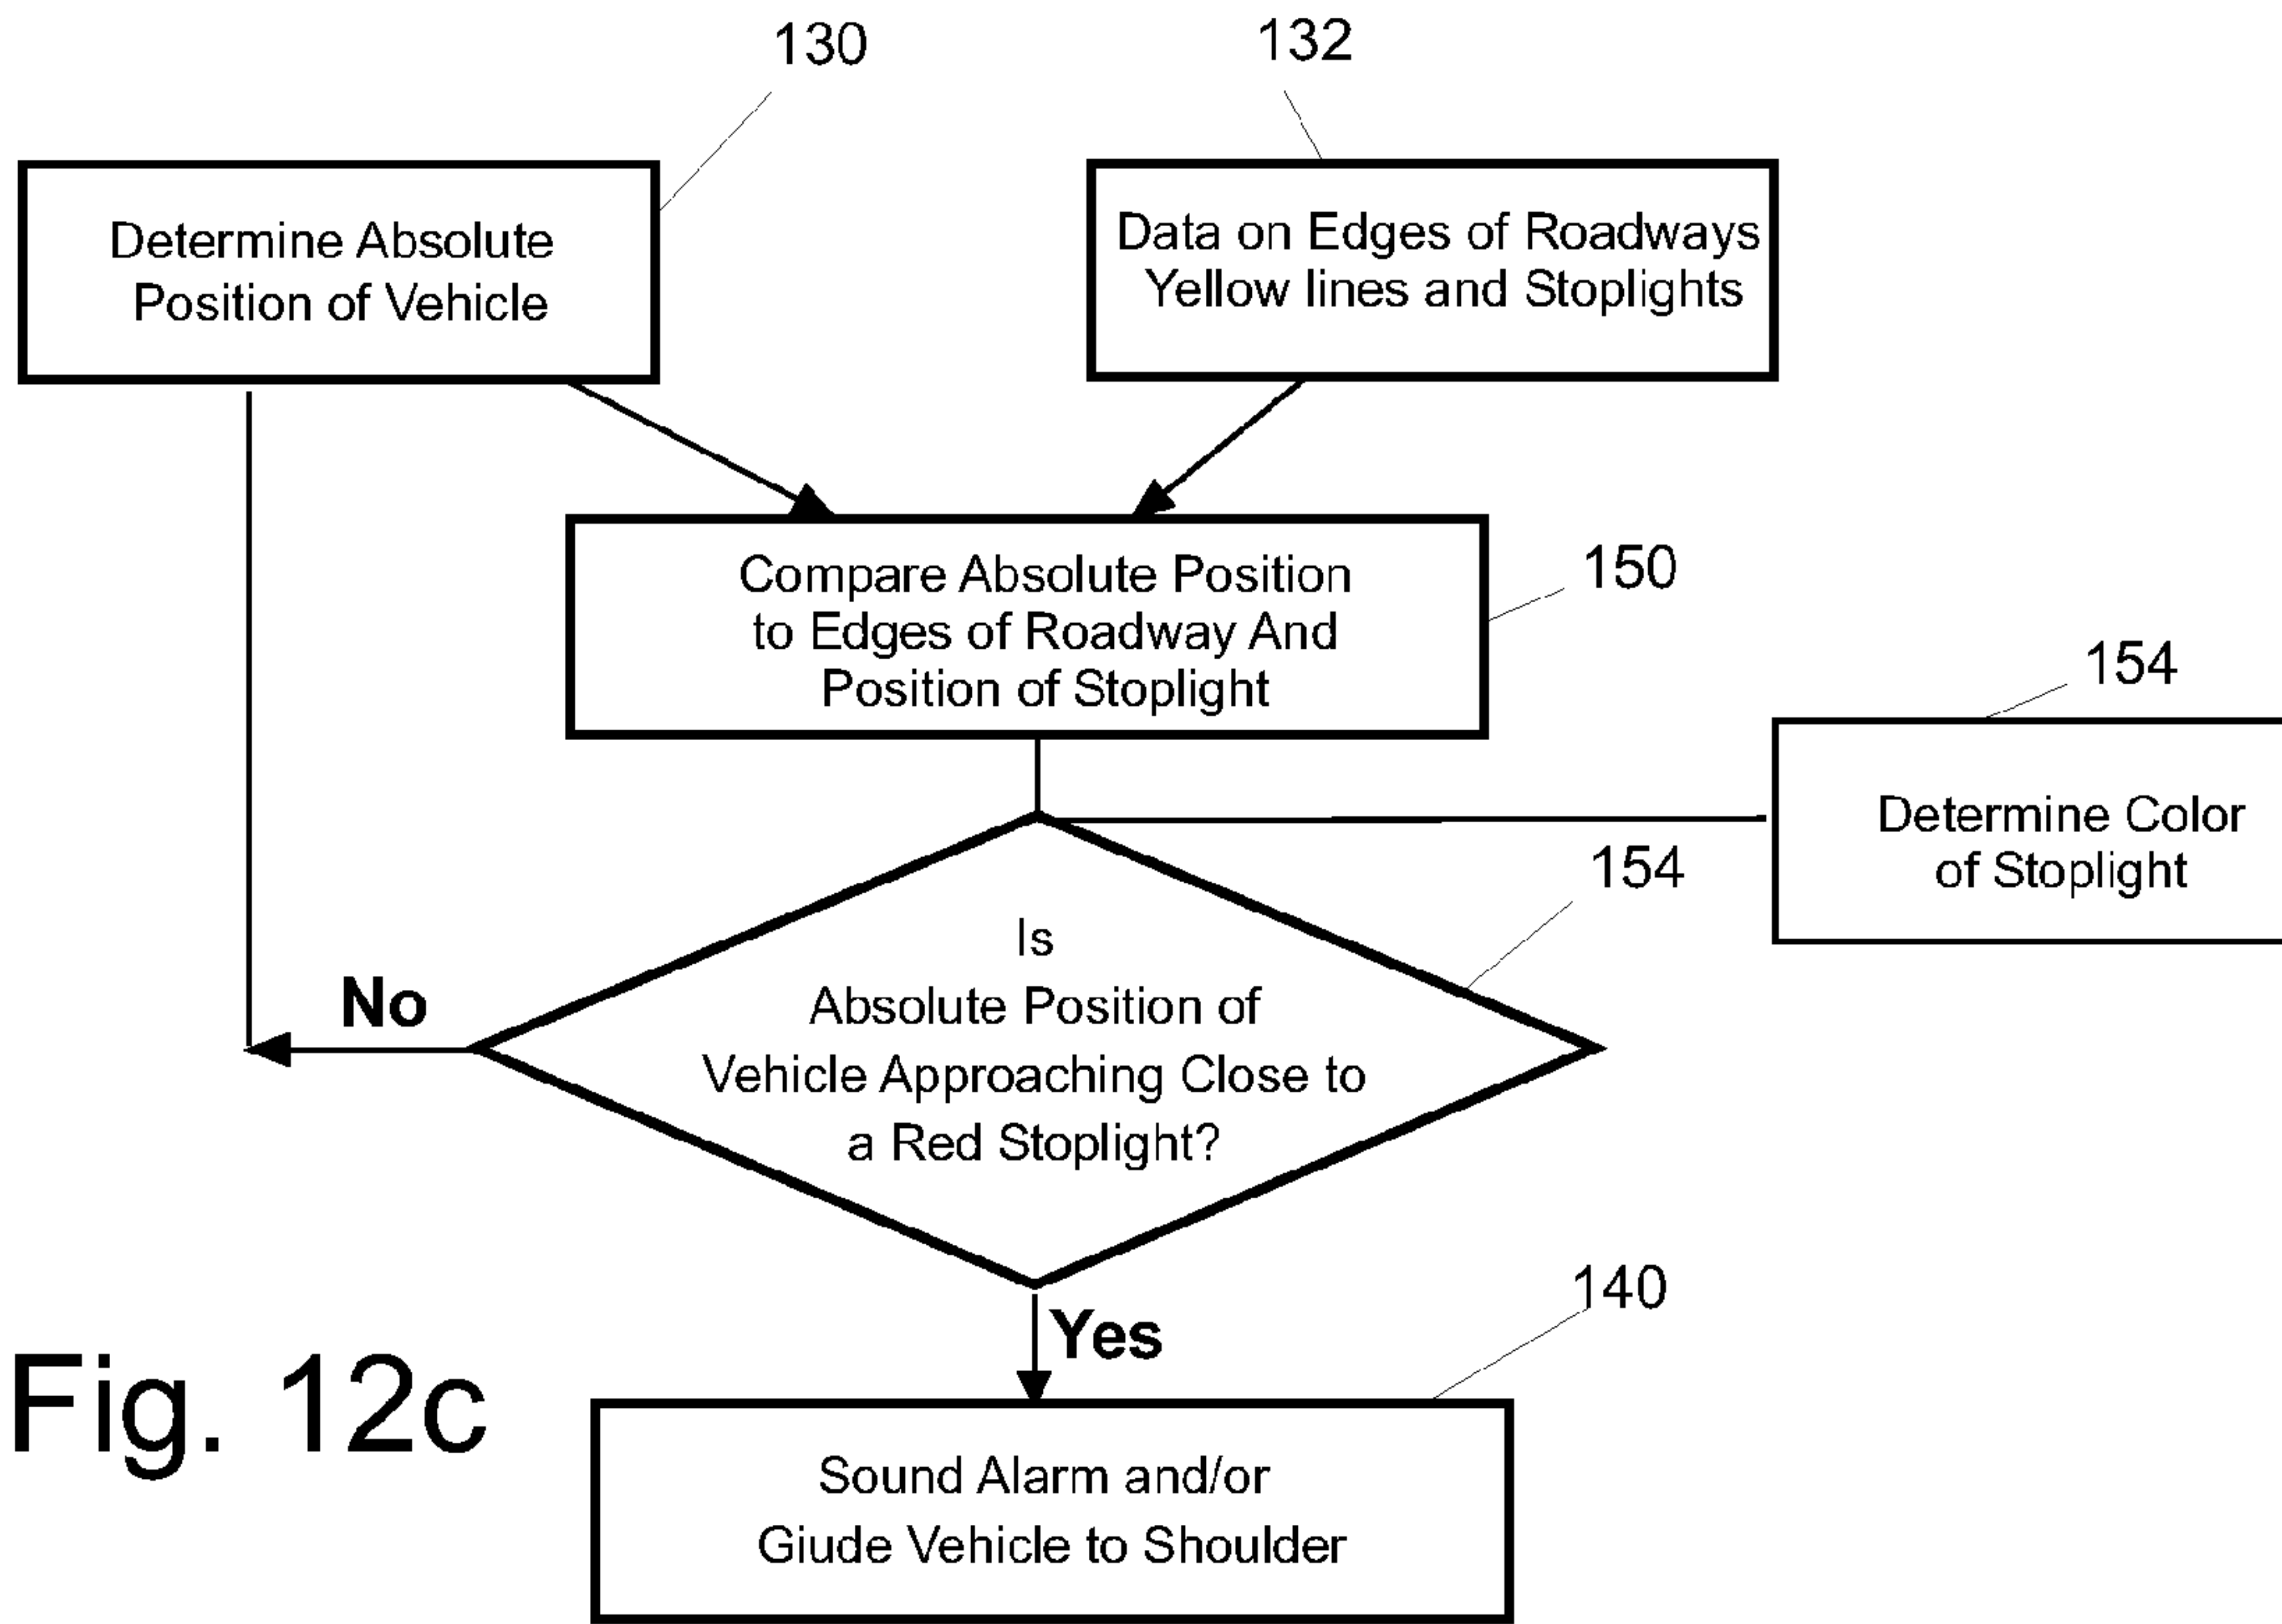 130
132
Determine Absolute
Position of Vehicle
Data on Edges of Roadways
Yellow lines and Stoplights
Compare Absolute Position
to Edges of Roadway And
Position of Stoplight
150
154
Determine Color
of Stoplight
154
Is
Absolute Position of
Vehicle Approaching Close to
a Red Stoplight?
No
Yes
140
Sound Alarm and/or
Giude Vehicle to Shoulder
Fig. 12c